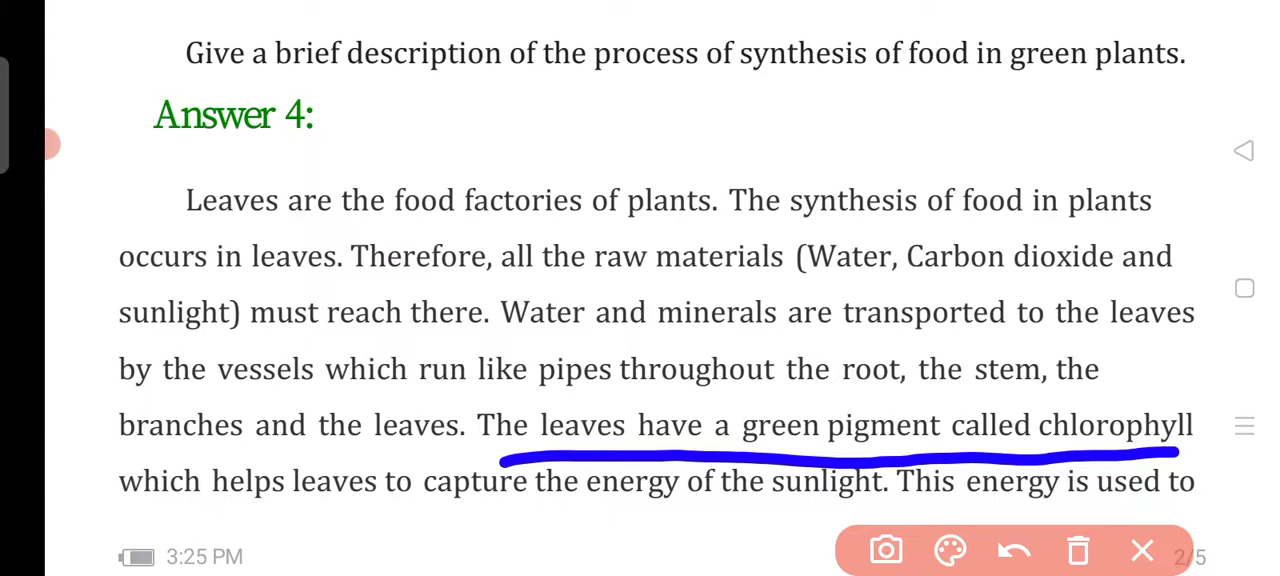 Give a brief description of the process of synthesis of food in green plants.
Answer 4:
Leaves are the food factories of plants. The synthesis of food in plants
occurs in leaves. Therefore, all the raw materials (Water, Carbon dioxide and
sunlight) must reach there. Water and minerals are transported to the leaves
by the vessels which run like pipes throughout the root, the stem, the
branches and the leaves. The leaves have a green pigment called chlorophyll
which helps leaves to capture the energy of the sunlight. This energy is used to
3:25 PM
2/5